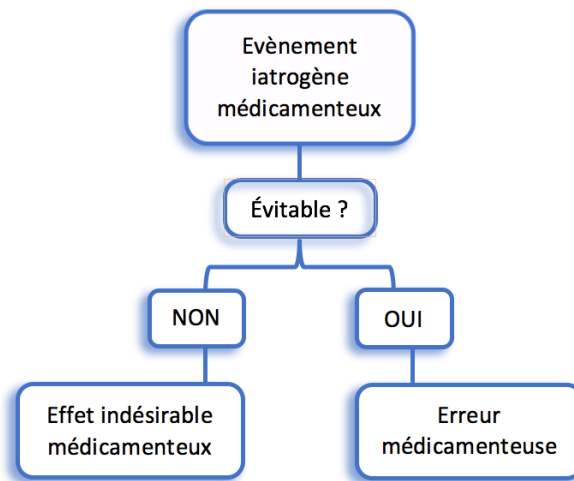 Evènement
iatrogène
médicamenteux
Évitable ?
NON
OUI
Effet indésirable
médicamenteux
Erreur
médicamenteuse